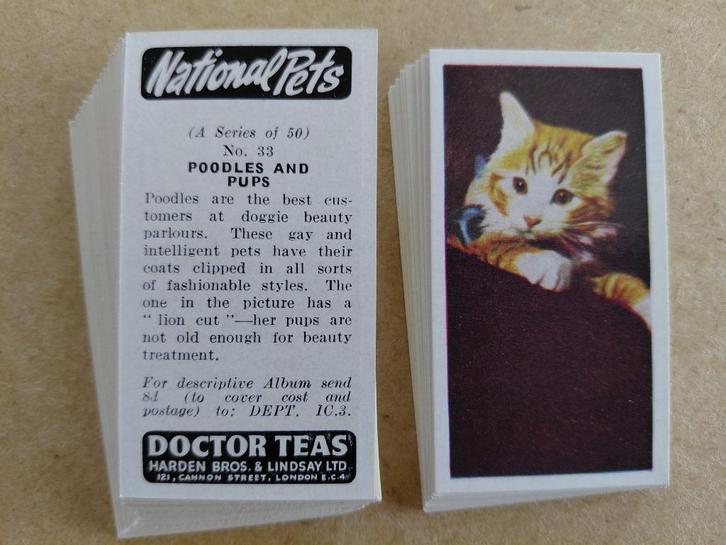 National Pets
(A Series of 50)
No. 33
POODLES AND
PUPS
Poodles are the best cus-
tomers at doggie beauty
parlours. These gay and
intelligent pets have their
coats clipped in all sorts
of fashionable styles. The
one in the picture has a
" lion cut "—her pups are
not old enough for beauty
treatment.
For descriptive Album send
8d (to cover cost and
postage) to: DEPT. IC.3.
DOCTOR TEAS
HARDEN BROS. & LINDSAY LTD.
121, CANNON STREET, LONDON E.C.4